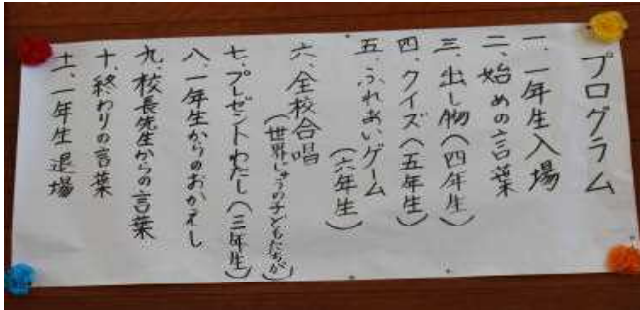 プログラム
一、一年生入場
二、始めの言葉
三、出し物(四年生)
四、クイズ(五年生)
五、ふれあいゲーム
(六年生)
六、全校合唱
(世界じゅうの子どもたちが)
七、プレゼントわたし(三年生)
八、一年生からのおかえし
九、校長先生からの言葉
十、終わりの言葉
十一、一年生退場